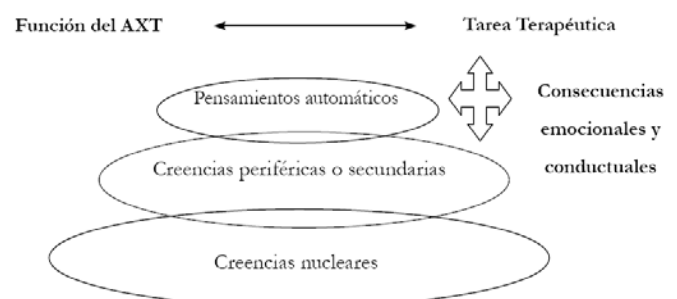 Función del AXT
Tarea Terapéutica
Pensamientos automáticos
Consecuencias
emocionales y
conductuales
Creencias periféricas o secundarias
Creencias nucleares